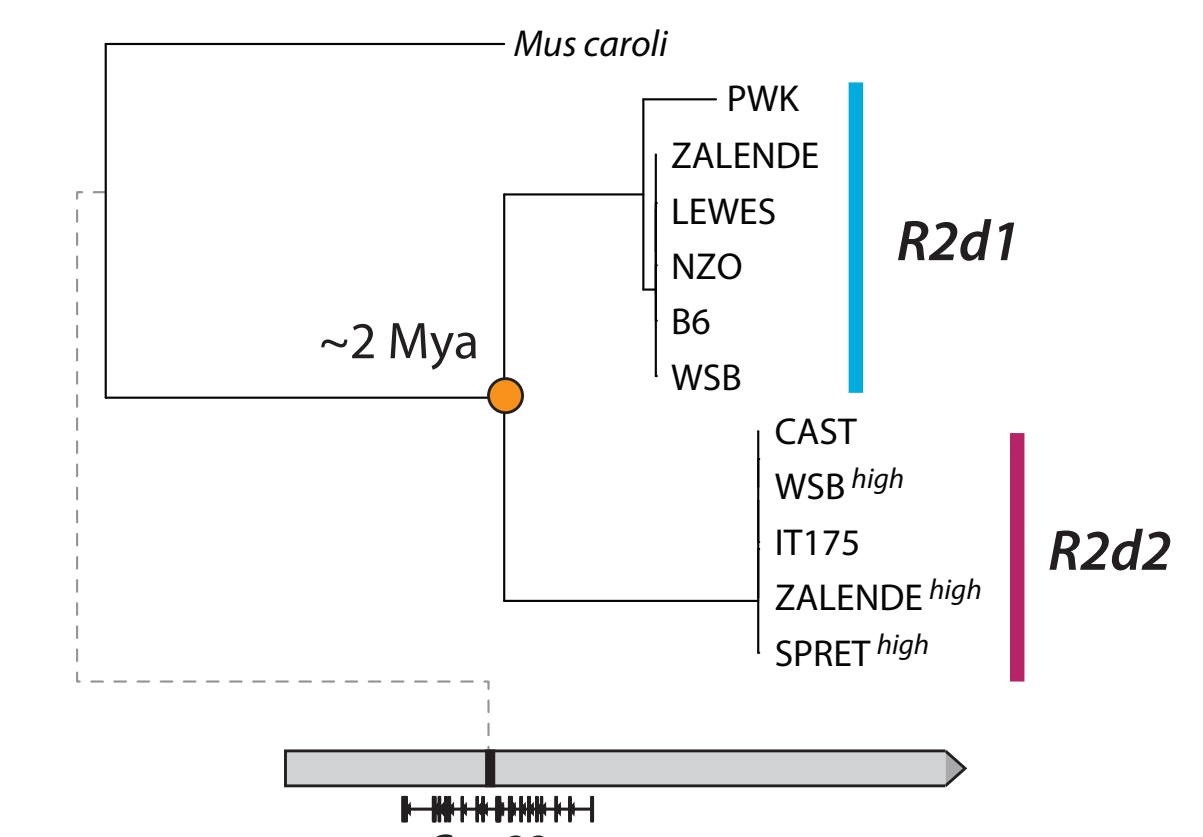 Mus caroli
PWK
ZALENDE
LEWES
R2d1
NZO
B6
~2 Mya
WSB
CAST
WSB high
IT175
R2d2
ZALENDE high
SPRET high